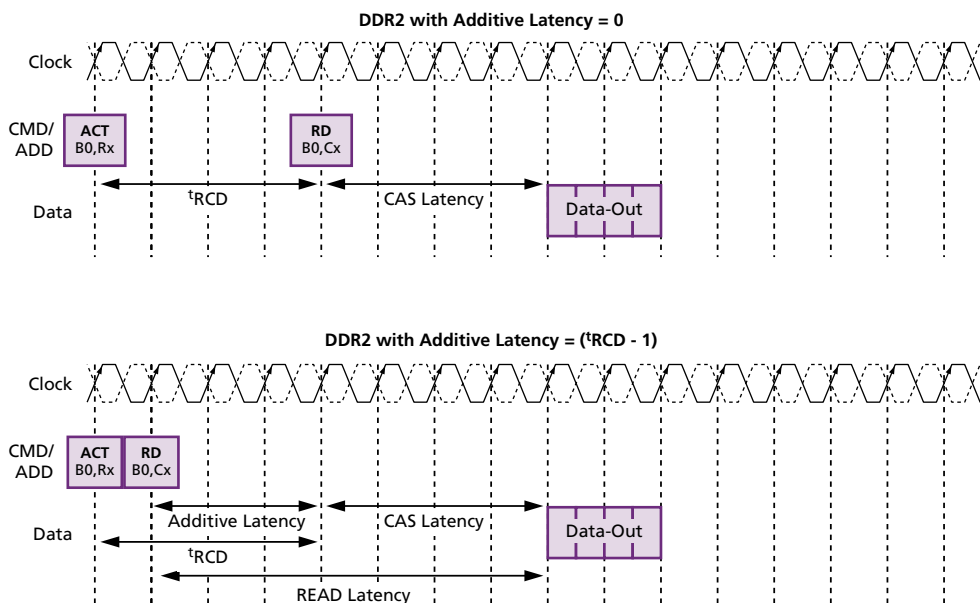 DDR2 with Additive Latency = 0
Clock
CMD/
ADD
ACT
B0,Rx
RD
B0,Cx
tRCD
CAS Latency
Data
Data-Out
DDR2 with Additive Latency = (tRCD - 1)
Clock
CMD/
ADD
ACT
B0,Rx
RD
B0,Cx
Additive Latency
CAS Latency
Data
Data-Out
tRCD
READ Latency